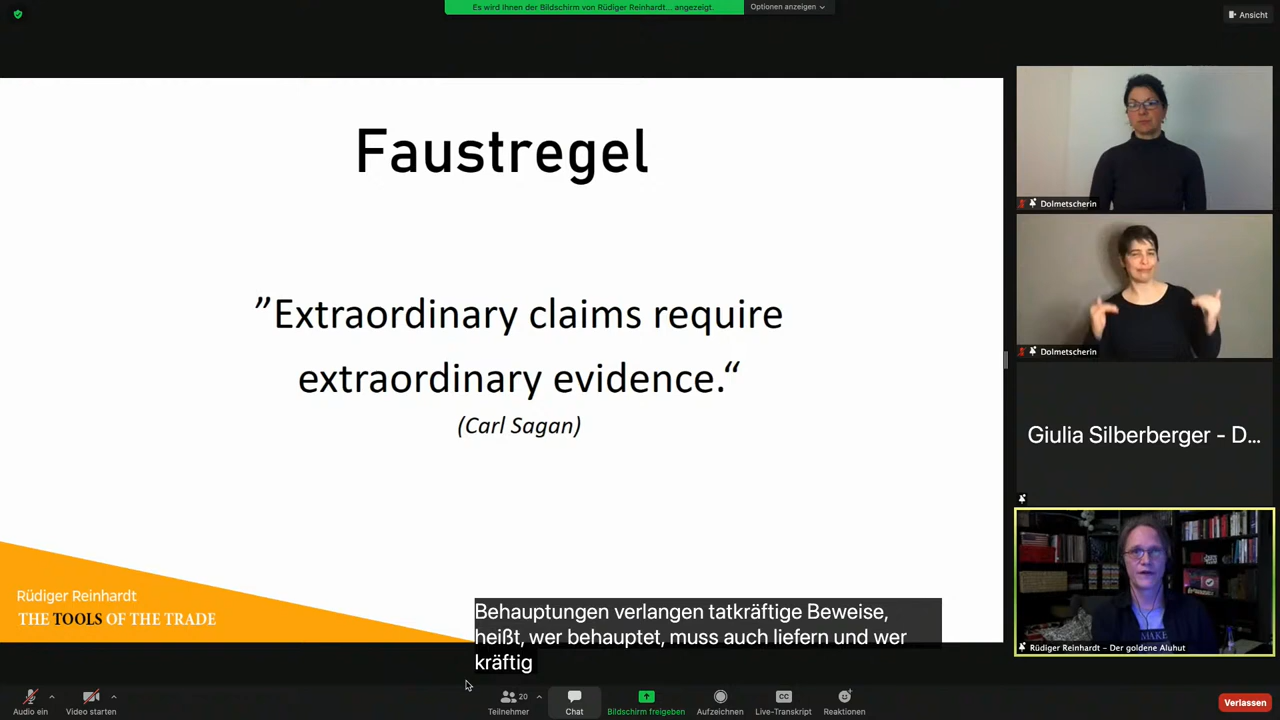 Es wird Ihnen der Bildschirm von Rüdiger Reinhardt... angezeigt.
Optionen anzeigen
Ansicht
Faustregel
”Extraordinary claims require
extraordinary evidence.“
(Carl Sagan)
Rüdiger Reinhardt
THE TOOLS OF THE TRADE
Behauptungen verlangen tatkräftige Beweise,
heißt, wer behauptet, muss auch liefern und wer
kräftig
Dolmetscherin
Dolmetscherin
Giulia Silberberger - D...
MAKE
Rüdiger Reinhardt - Der goldene Aluhut
Audio ein
Video starten
20
Teilnehmer
Chat
Bildschirm freigeben
Aufzeichnen
CC
Live-Transkript
Reaktionen
Verlassen